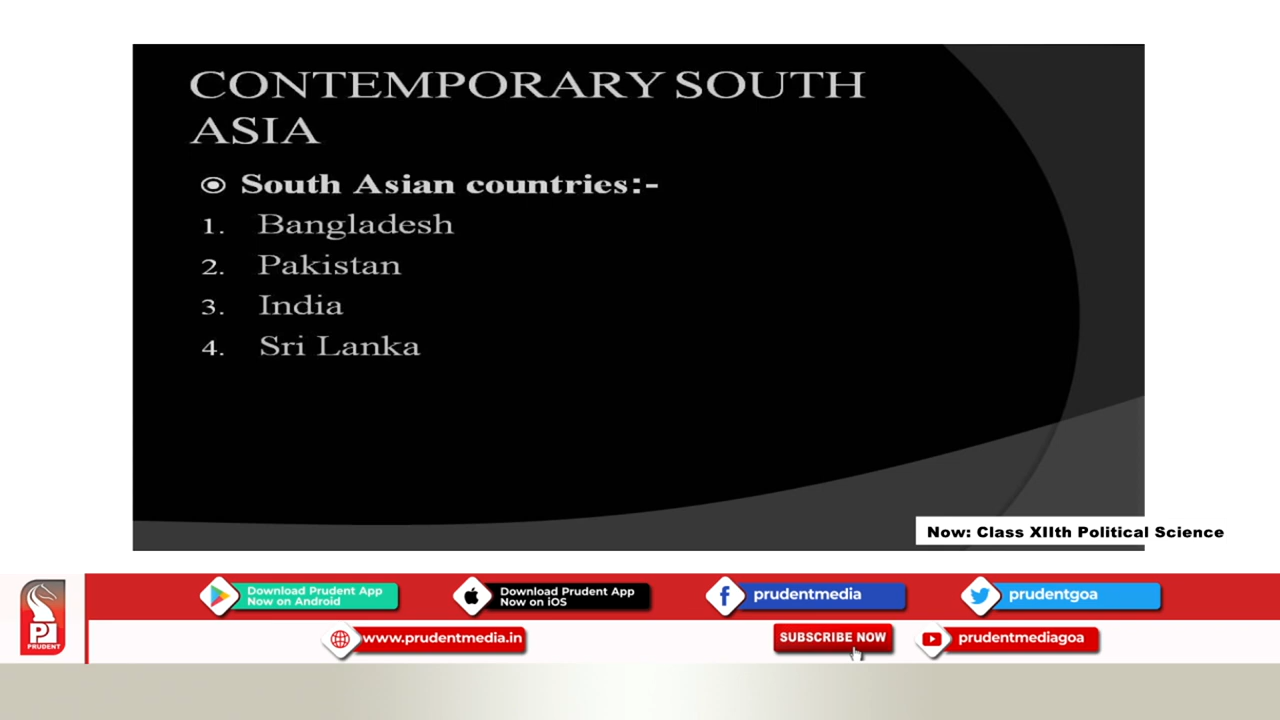 CONTEMPORARY SOUTH
ASIA
South Asian countries:-
1. Bangladesh
2. Pakistan
3. India
4. Sri Lanka
Now: Class XIIth Political Science
PRUDENT
Download Prudent App
Now on Android
Download Prudent App
Now on iOS
prudentmedia
prudentgoa
www.prudentmedia.in
SUBSCRIBE NOW
prudentmediagoa